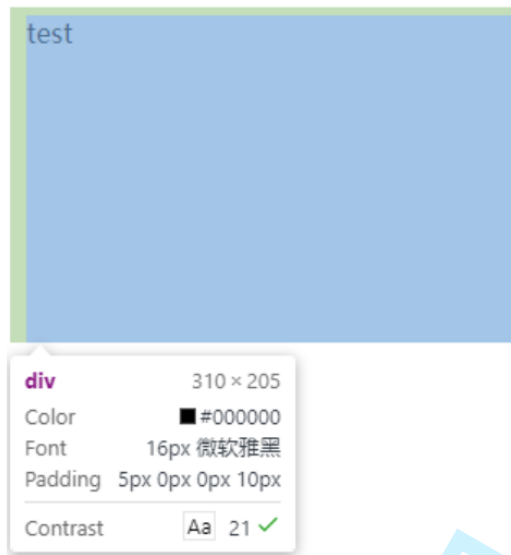 test
div 310 × 205
Color #000000
Font 16px 微软雅黑
Padding 5px 0px 0px 10px
Contrast Aa 21 ✓